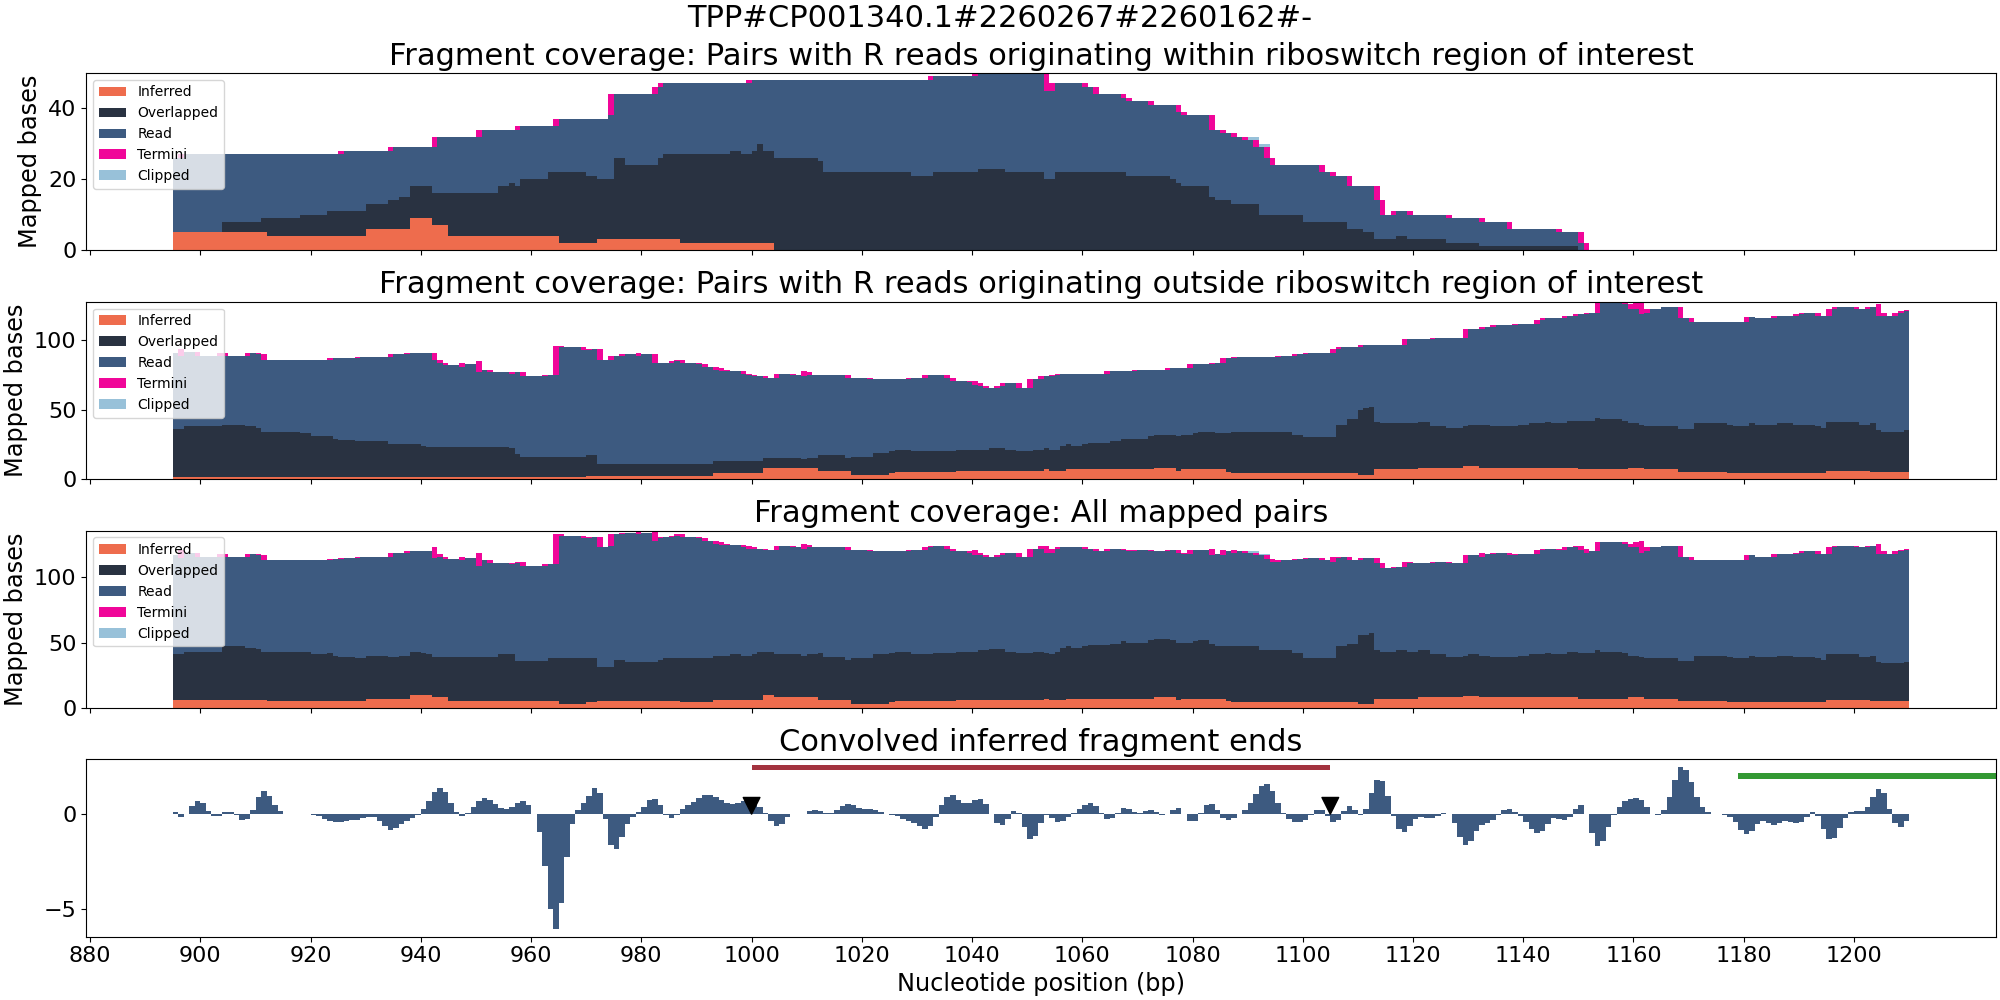 TPP#CP001340.1#2260267#2260162#-
Fragment coverage: Pairs with R reads originating within riboswitch region of interest
Mapped bases
40
20
0
Inferred
Overlapped
Read
Termini
Clipped
Fragment coverage: Pairs with R reads originating outside riboswitch region of interest
Mapped bases
100
50
0
Inferred
Overlapped
Read
Termini
Clipped
Fragment coverage: All mapped pairs
Mapped bases
100
50
0
Inferred
Overlapped
Read
Termini
Clipped
Convolved inferred fragment ends
0
−5
880 900 920 940 960 980 1000 1020 1040 1060 1080 1100 1120 1140 1160 1180 1200
Nucleotide position (bp)